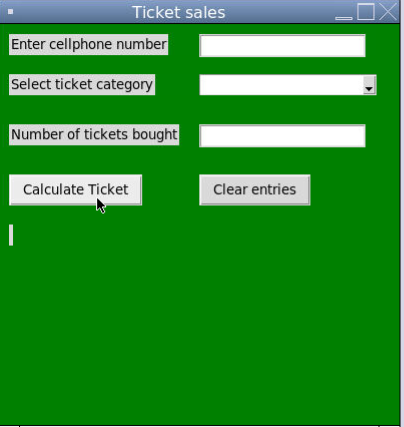 Ticket sales
Enter cellphone number
Select ticket category
Number of tickets bought
Calculate Ticket
Clear entries